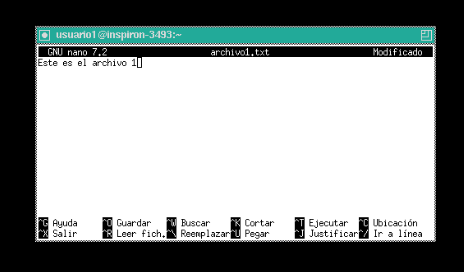 usuario1@inspiron-3493:~
GNU nano 7.2 archivo1.txt Modificado
Este es el archivo 1
^G Ayuda ^O Guardar ^W Buscar ^K Cortar ^T Ejecutar ^C Ubicación
^X Salir ^R Leer fich. ^\ Reemplazar ^U Pegar ^J Justificar ^/ Ir a línea